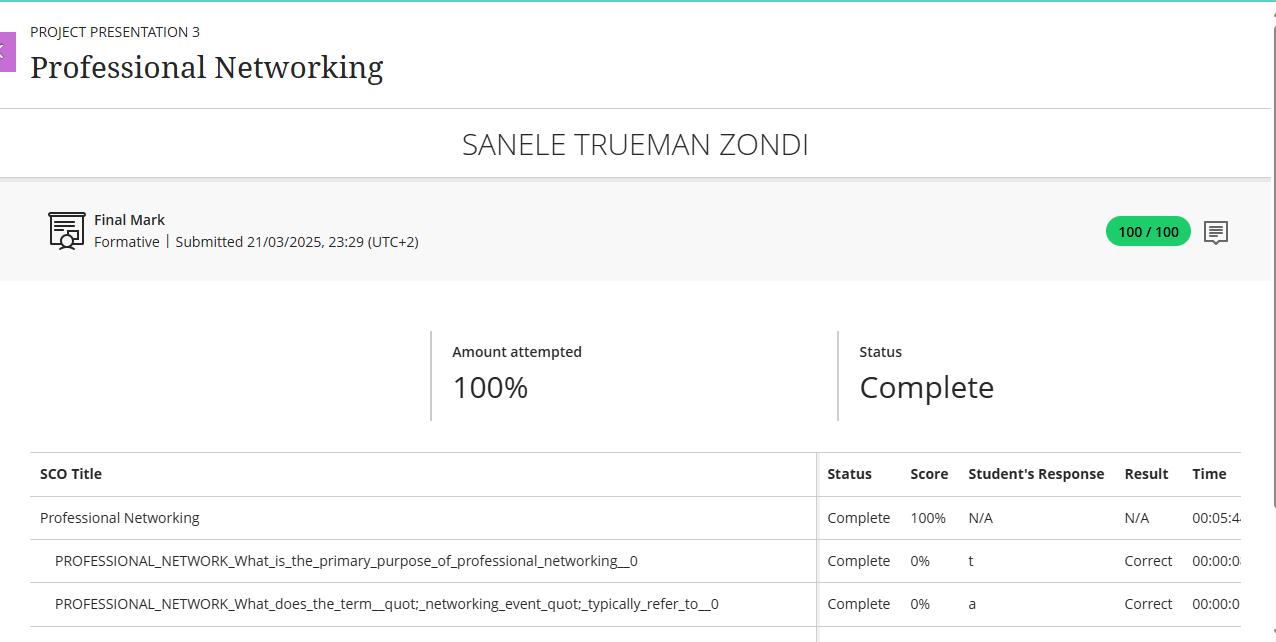 PROJECT PRESENTATION 3
Professional Networking
SANELE TRUEMAN ZONDI
Final Mark
Formative | Submitted 21/03/2025, 23:29 (UTC+2)
100 / 100
Amount attempted
100%
Status
Complete
SCO Title Status Score Student's Response Result Time
Professional Networking Complete 100% N/A N/A 00:05:4
PROFESSIONAL_NETWORK_What_is_the_primary_purpose_of_professional_networking__0 Complete 0% t Correct 00:00:0
PROFESSIONAL_NETWORK_What_does_the_term__quot;_networking_event_quot;_typically_refer_to__0 Complete 0% a Correct 00:00:0